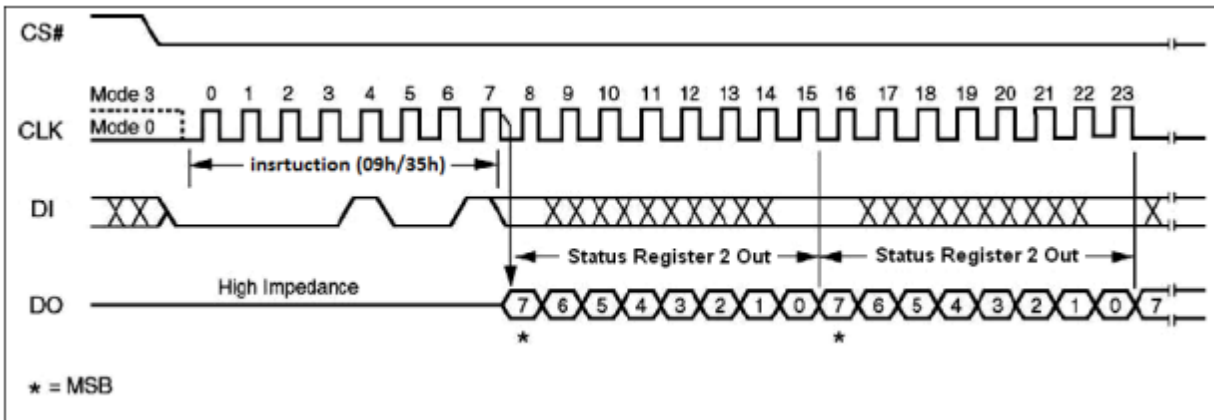 CS#
Mode 3
0 1 2 3 4 5 6 7 8 9 10 11 12 13 14 15 16 17 18 19 20 21 22 23
CLK
Mode 0
insrtuction (09h/35h)
DI
Status Register 2 Out
Status Register 2 Out
High Impedance
DO
7 6 5 4 3 2 1 0 7 6 5 4 3 2 1 0 7
* *
* = MSB